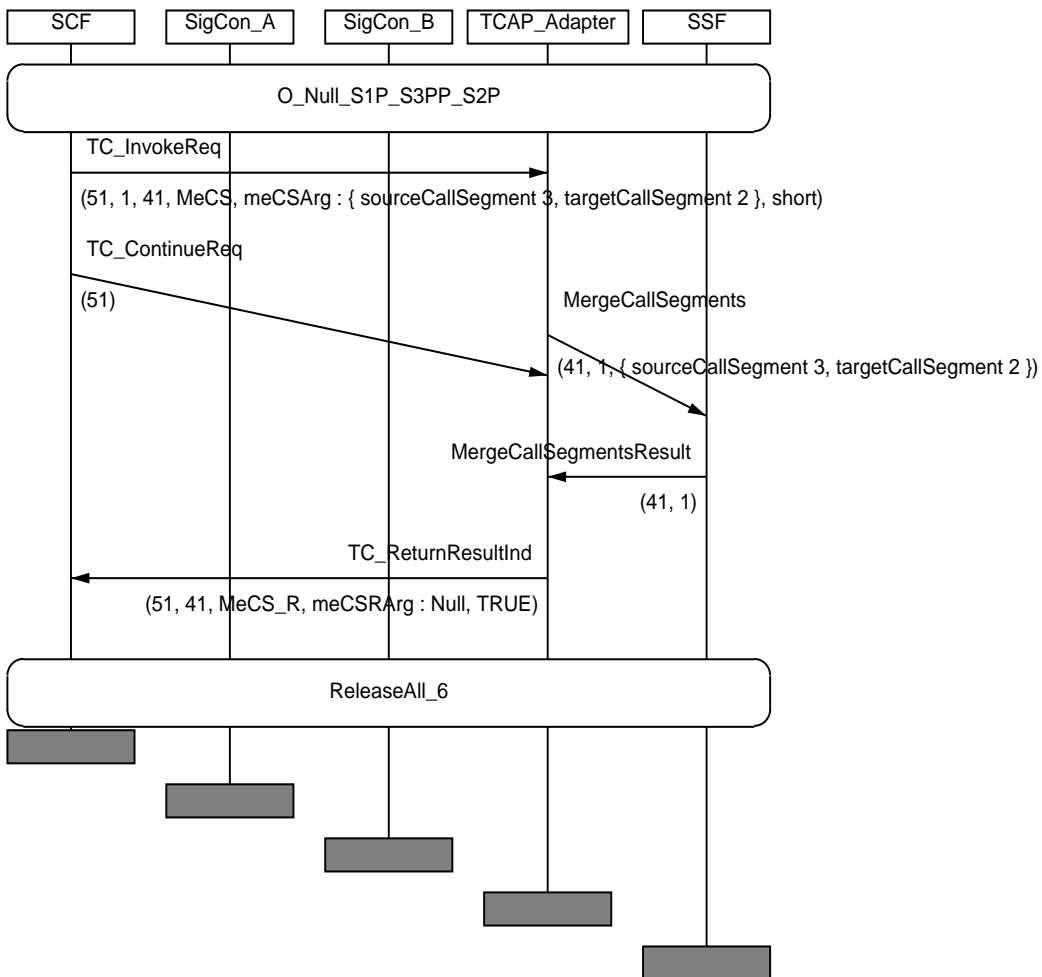 SCF SigCon_A SigCon_B TCAP_Adapter SSF
O_Null_S1P_S3PP_S2P
TC_InvokeReq
(51, 1, 41, MeCS, meCSArg : { sourceCallSegment 3, targetCallSegment 2 }, short)
TC_ContinueReq
(51)
MergeCallSegments
(41, 1, { sourceCallSegment 3, targetCallSegment 2 })
MergeCallSegmentsResult
(41, 1)
TC_ReturnResultInd
(51, 41, MeCS_R, meCSRArg : Null, TRUE)
ReleaseAll_6